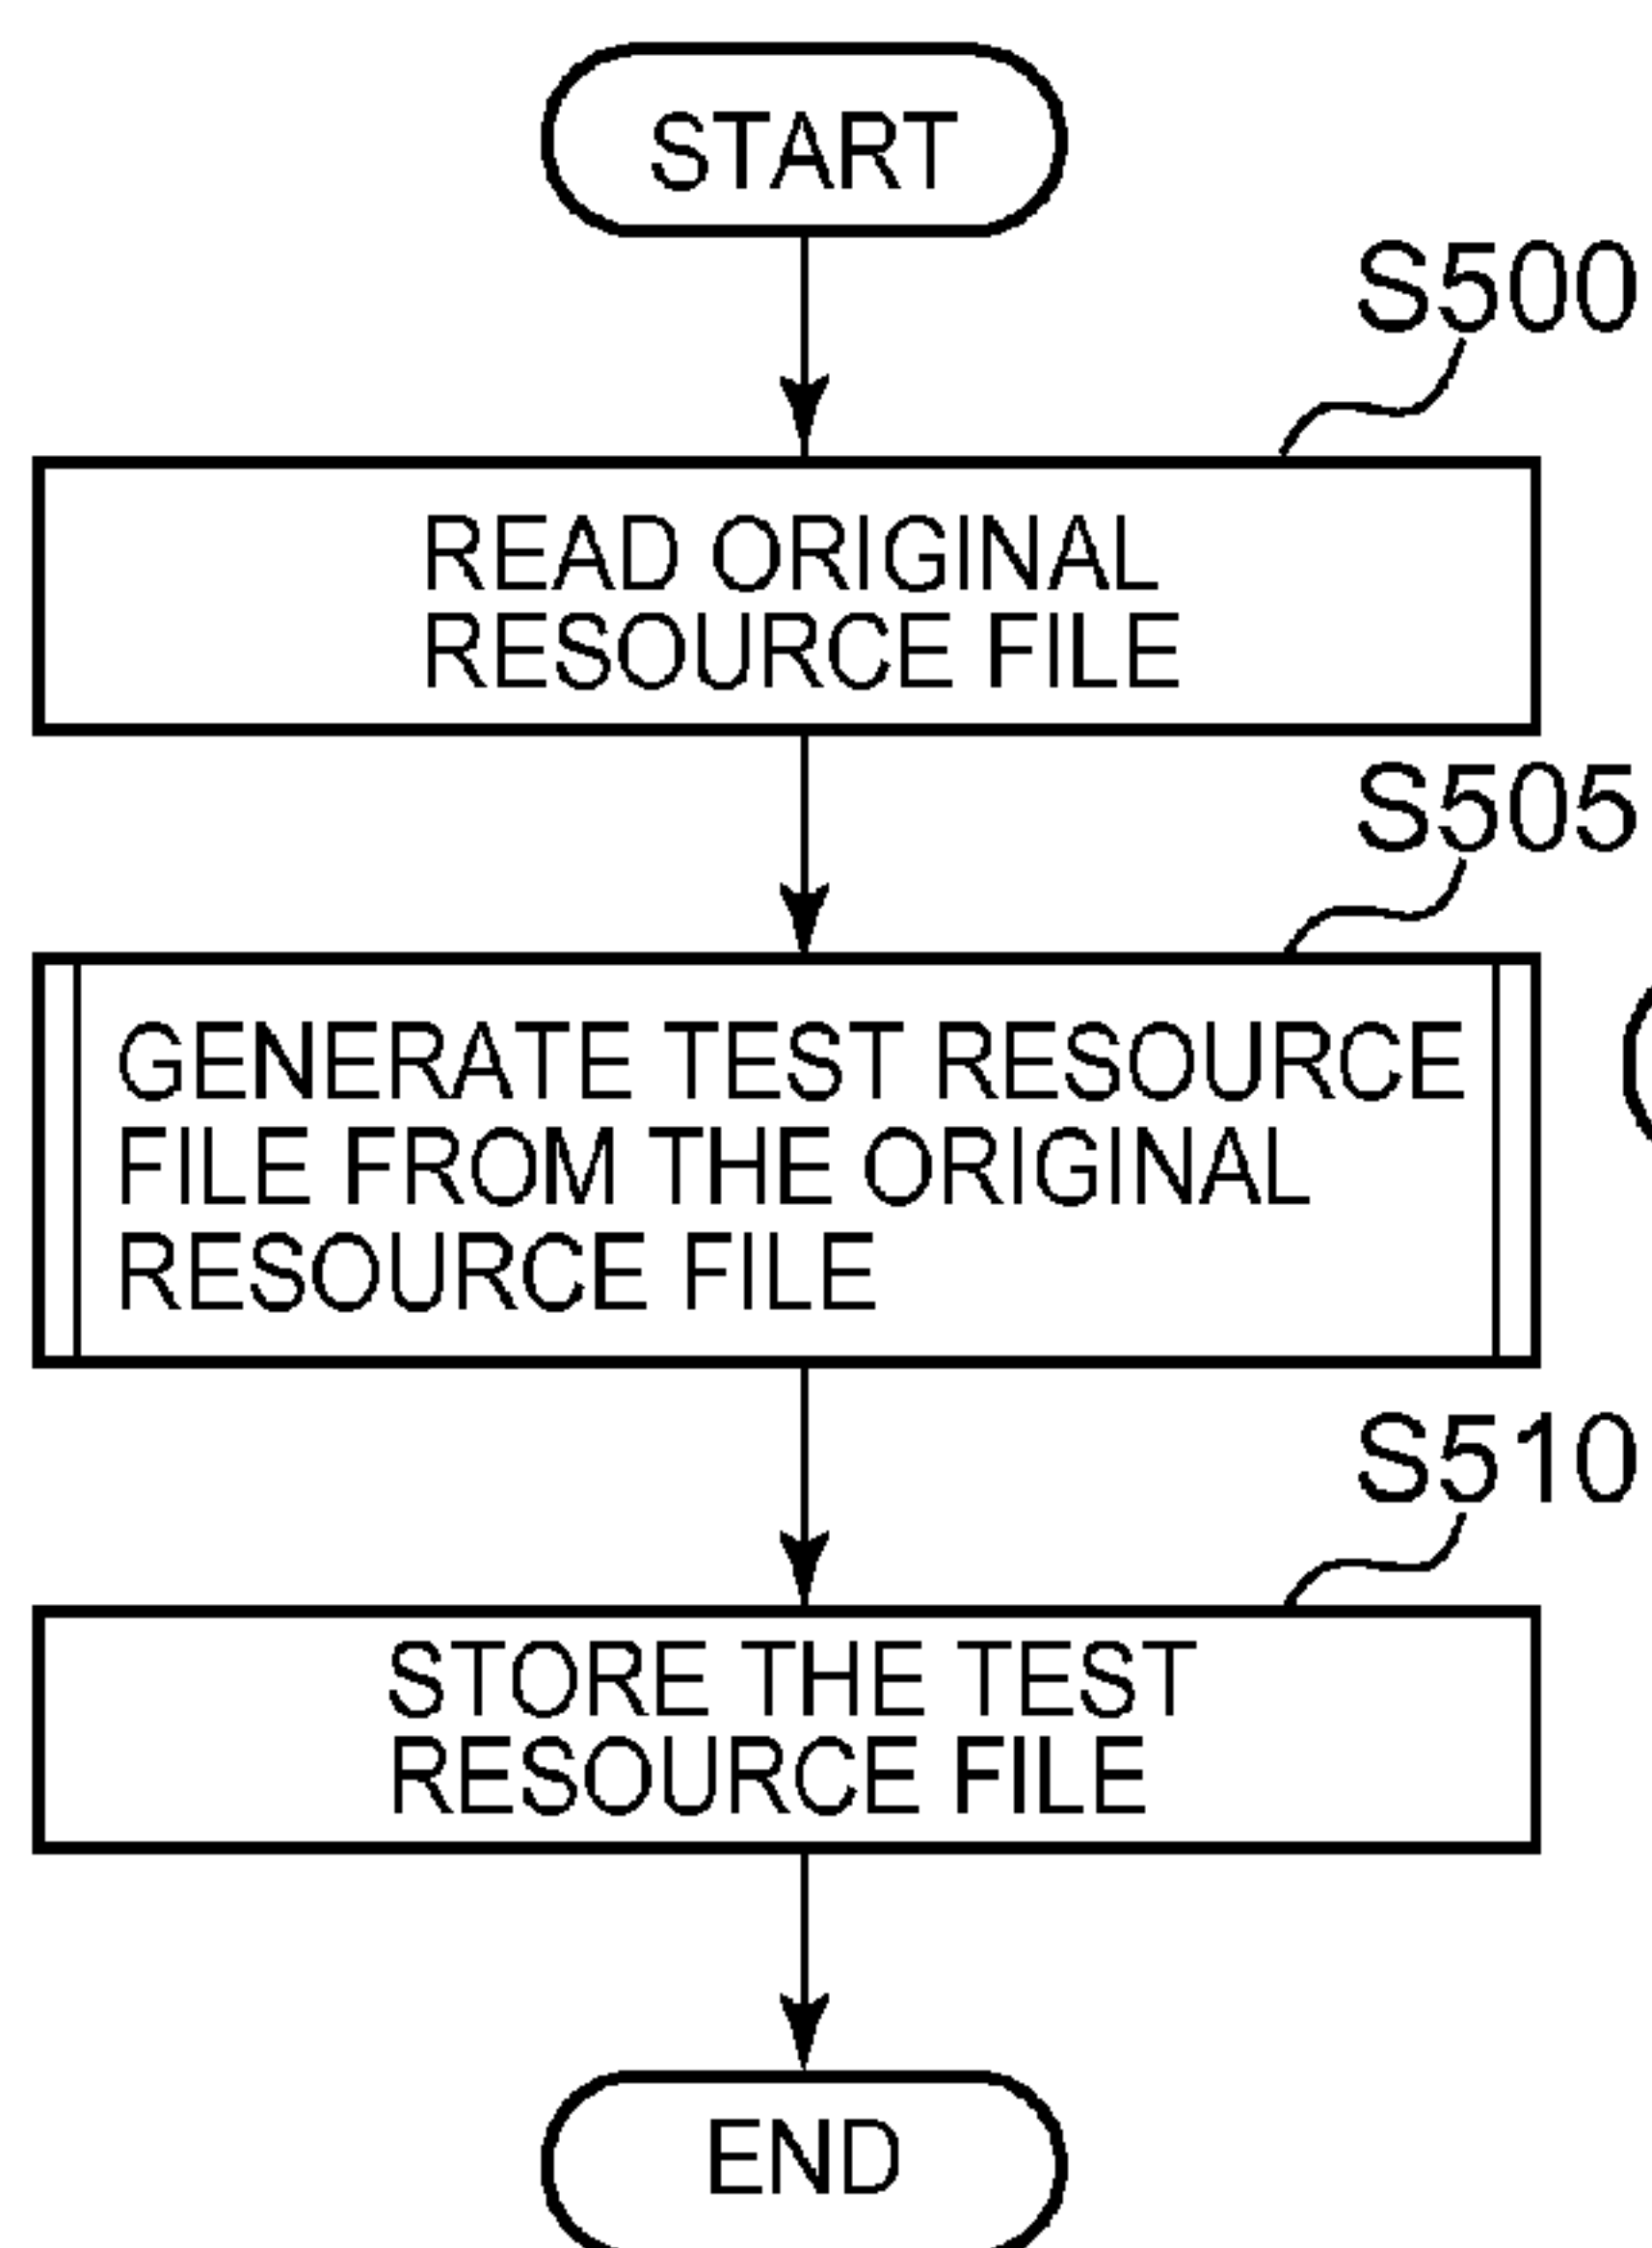 START
S500
READ ORIGINAL
RESOURCE FILE
S505
GENERATE TEST RESOURCE
FILE FROM THE ORIGINAL
RESOURCE FILE
S510
STORE THE TEST
RESOURCE FILE
END